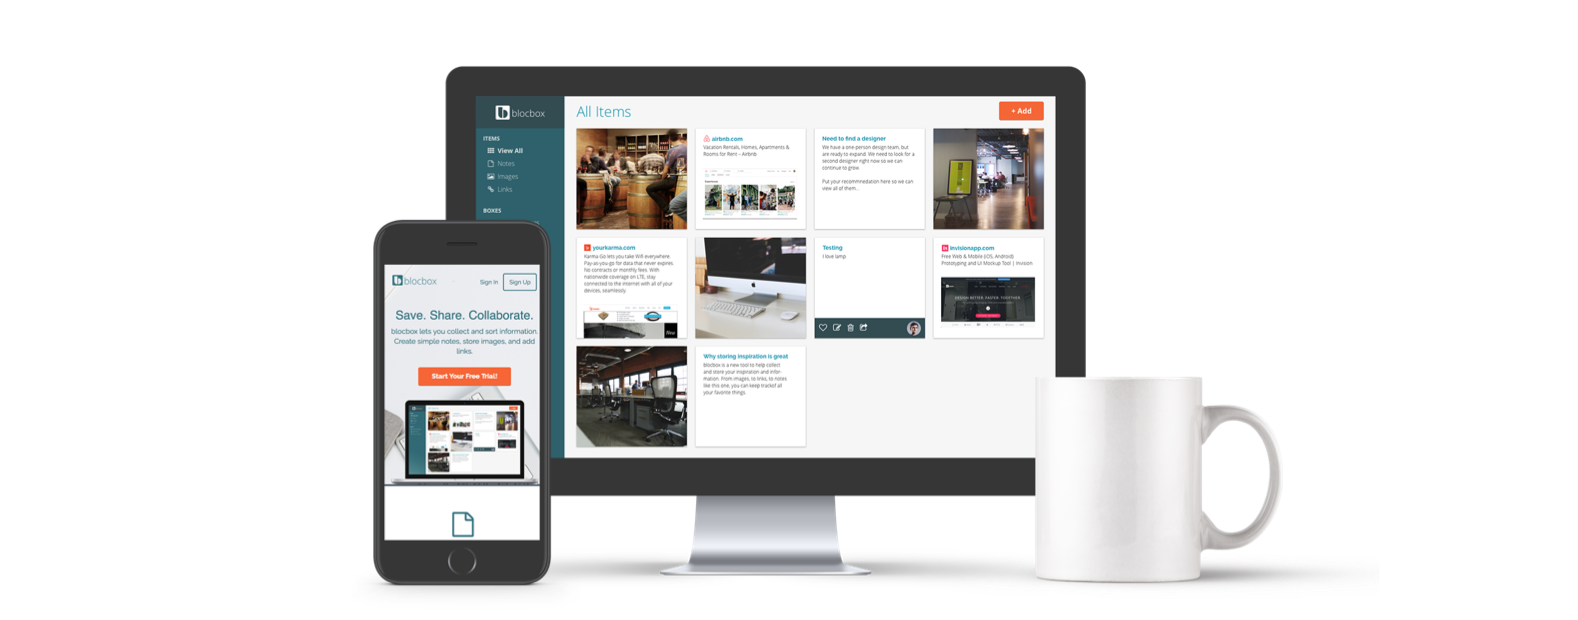 blocbox
All Items
+ Add
ITEMS
View All
Notes
Images
Links
BOXES
airbnb.com
Vacation Rentals, Homes, Apartments &
Rooms for Rent – Airbnb
Need to find a designer
We have a one-person design team, but
are ready to expand. We need to look for a
second designer right now so we can
continue to grow.
Put your recommnedation here so we can
view all of them...
yourkarma.com
Karma Go lets you take Wifi everywhere.
Pay-as-you-go for data that never expires.
No contracts or monthly fees. With
nationwide coverage on LTE, stay
connected to the internet with all of your
devices, seamlessly.
Testing
I love lamp.
invisionapp.com
Free Web & Mobile (iOS, Android)
Prototyping and UI Mockup Tool | Invision
DESIGN BETTER. FASTER. TOGETHER.
Why storing inspiration is great
blocbox is a new tool to help collect
and store your inspiration and infor-
mation. From images, to links, to notes
like this one, you can keep trackof all
your favorite things.
blocbox
Sign In
Sign Up
Save. Share. Collaborate.
blocbox lets you collect and sort information.
Create simple notes, store images, and add
links.
Start Your Free Trial!